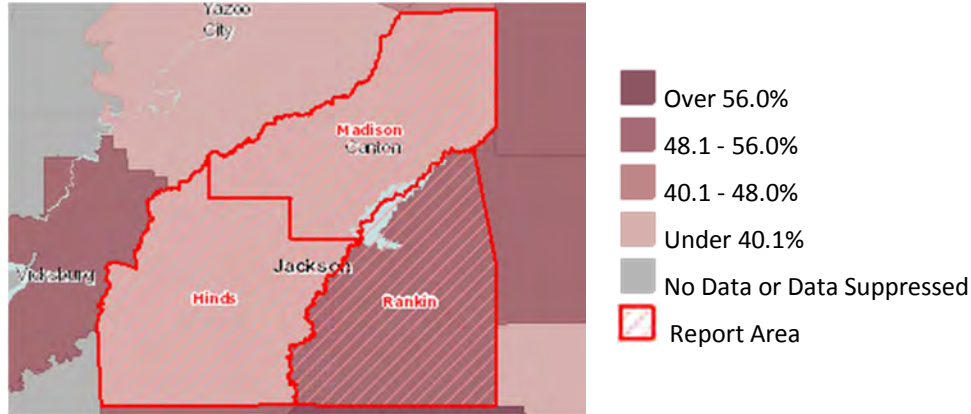 Yazoo
City
Madison
Canton
Vicksburg
Jackson
Hinds
Rankin
Over 56.0%
48.1 - 56.0%
40.1 - 48.0%
Under 40.1%
No Data or Data Suppressed
Report Area